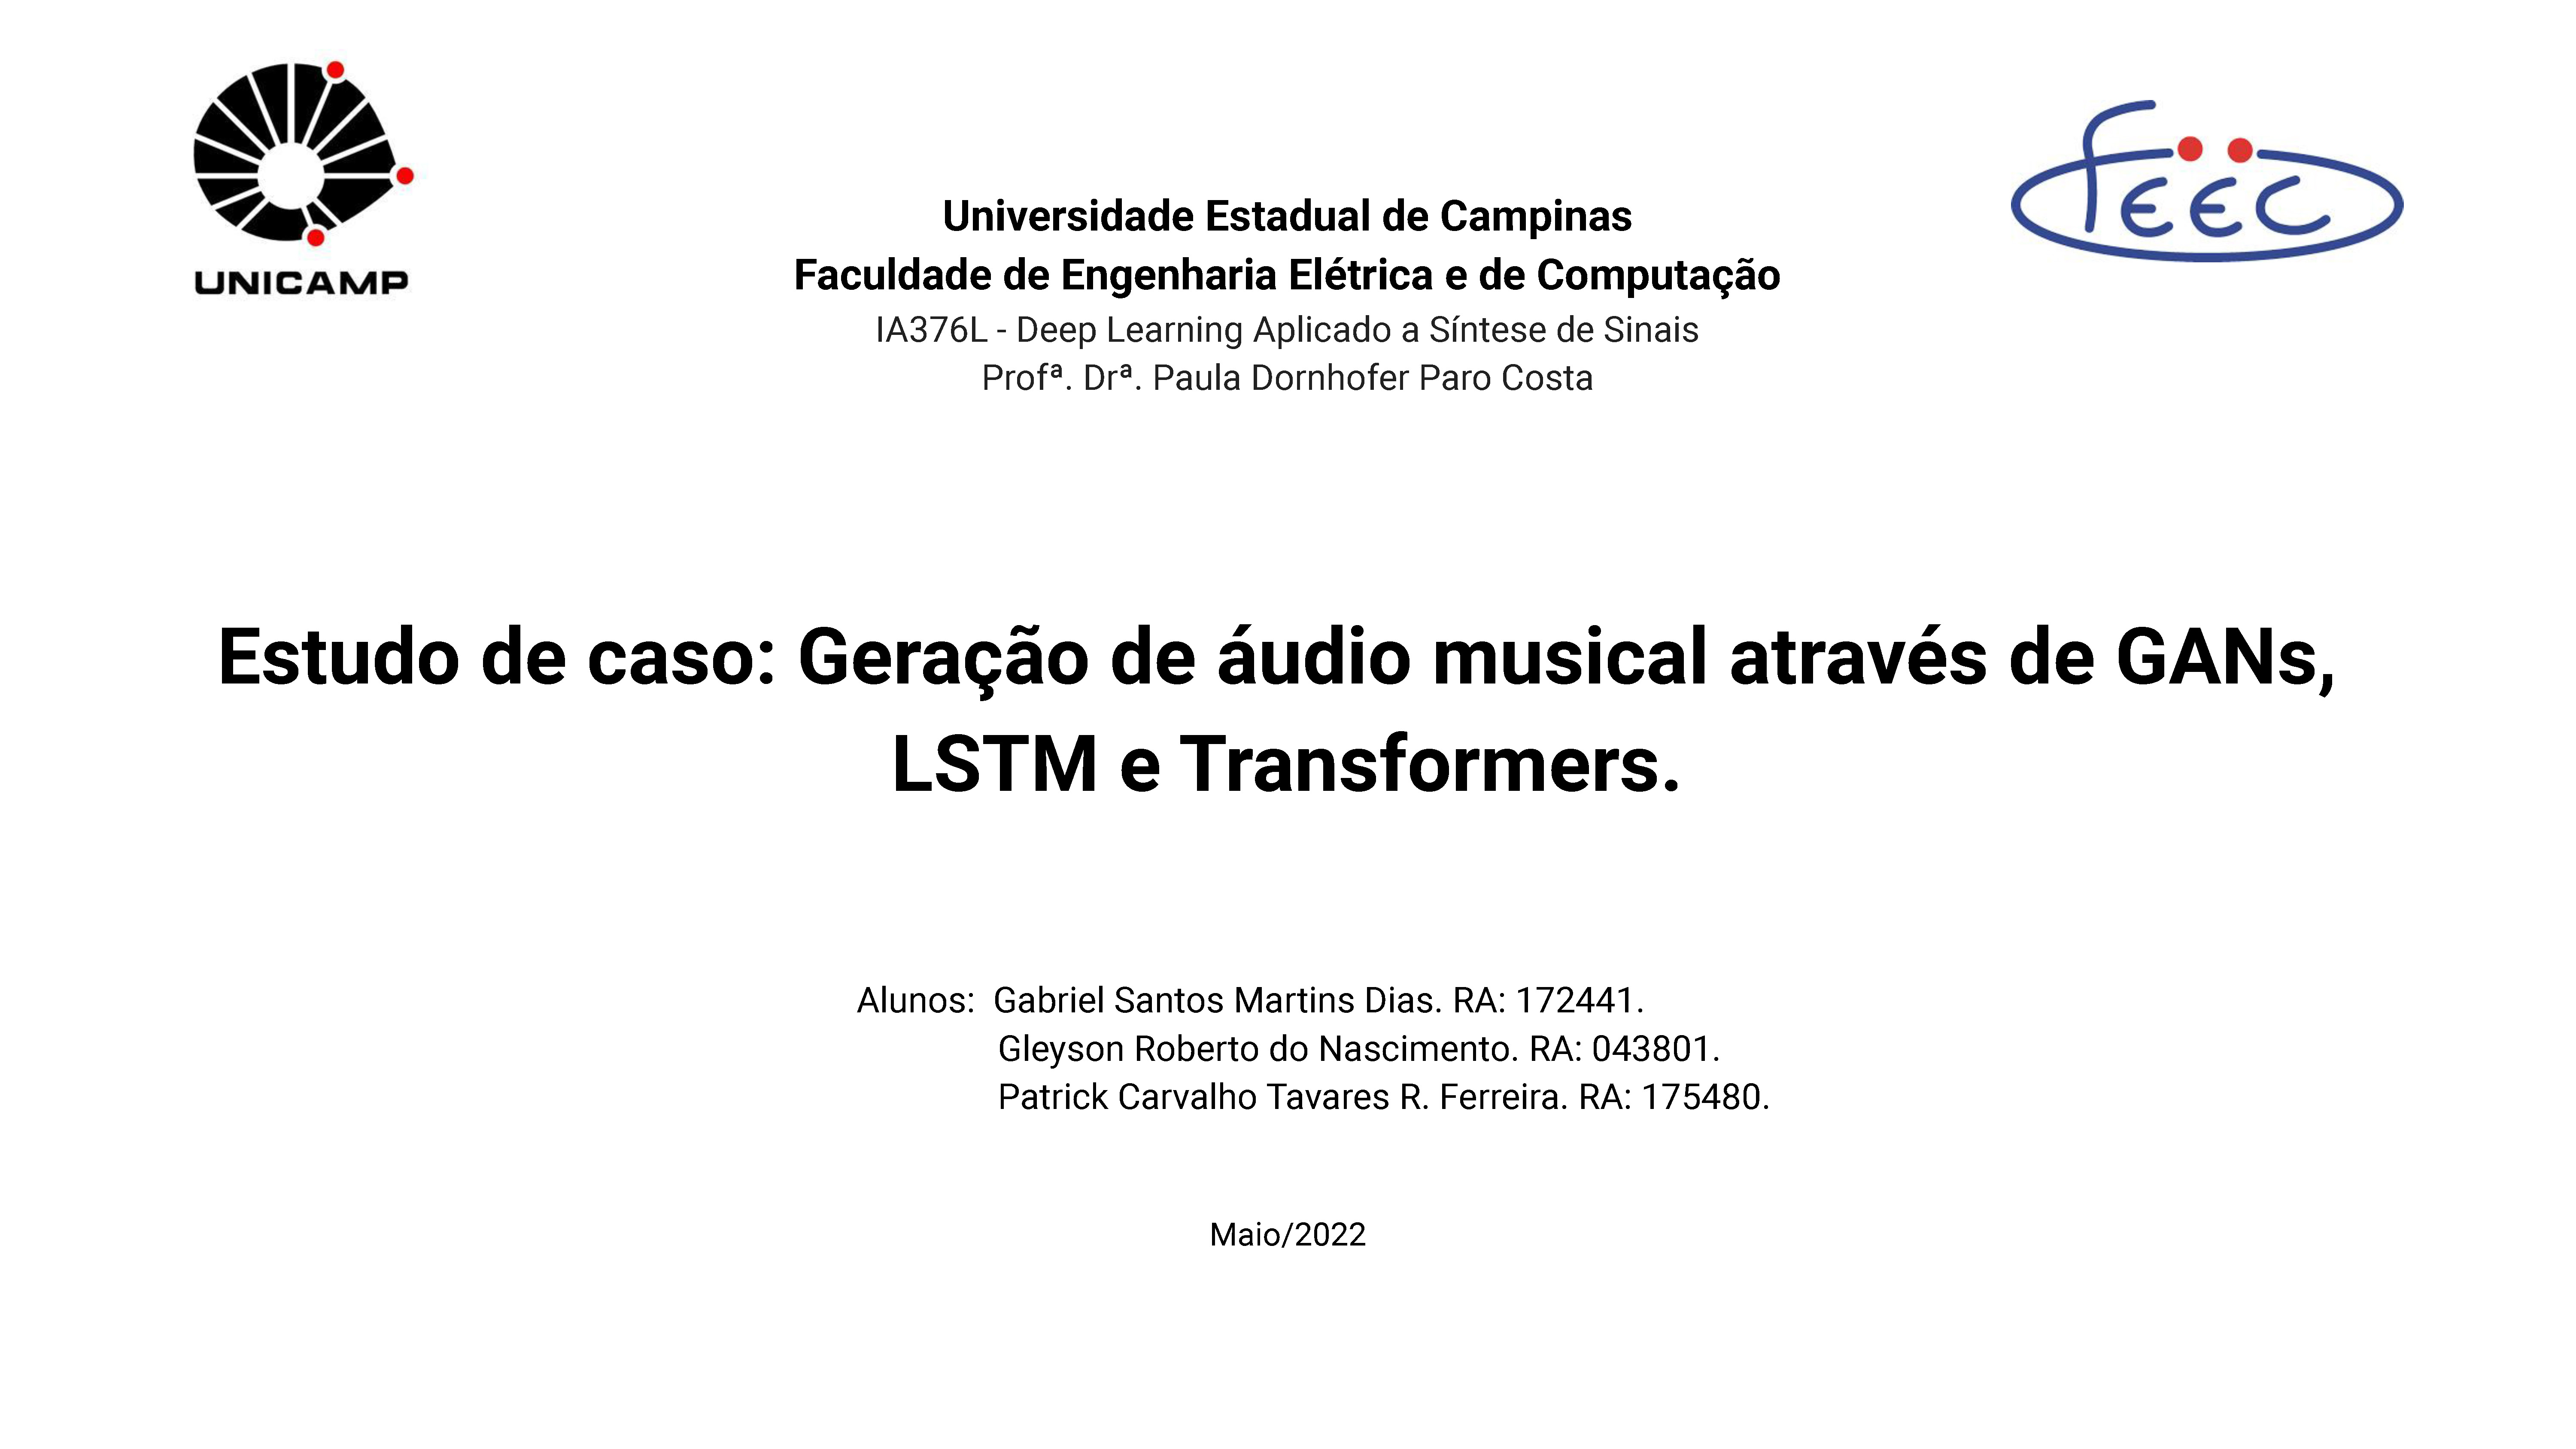 UNICAMP
feec
Universidade Estadual de Campinas
Faculdade de Engenharia Elétrica e de Computação
IA376L - Deep Learning Aplicado a Síntese de Sinais
Profª. Drª. Paula Dornhofer Paro Costa
Estudo de caso: Geração de áudio musical através de GANs,
LSTM e Transformers.
Alunos: Gabriel Santos Martins Dias. RA: 172441.
Gleyson Roberto do Nascimento. RA: 043801.
Patrick Carvalho Tavares R. Ferreira. RA: 175480.
Maio/2022